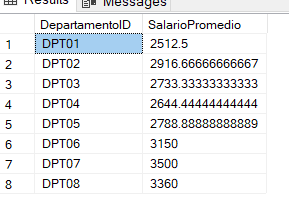 Results Messages
DepartamentoID SalarioPromedio
1 DPT01 2512.5
2 DPT02 2916.66666666667
3 DPT03 2733.33333333333
4 DPT04 2644.44444444444
5 DPT05 2788.88888888889
6 DPT06 3150
7 DPT07 3500
8 DPT08 3360